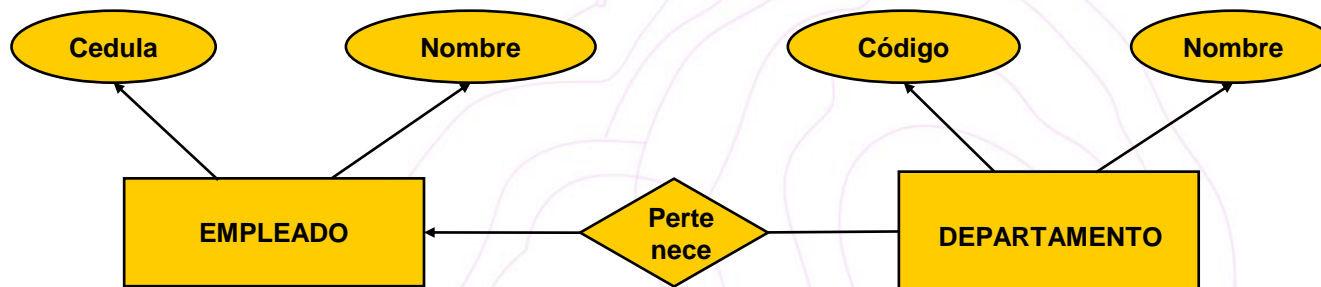 Cedula
Nombre
Código
Nombre
EMPLEADO
Perte
nece
DEPARTAMENTO